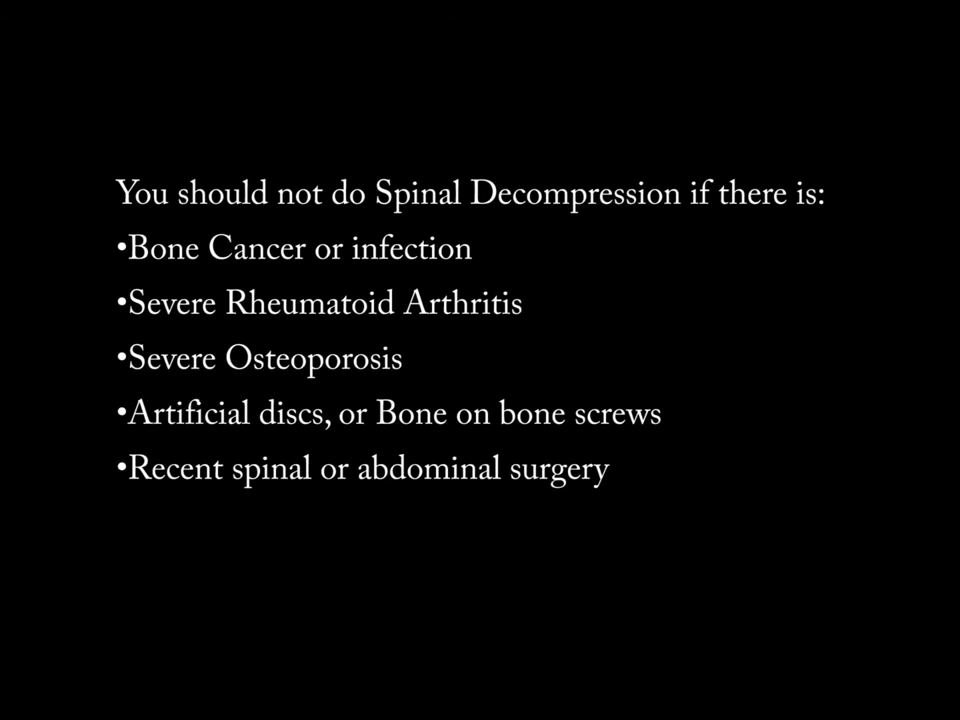 You should not do Spinal Decompression if there is:
•Bone Cancer or infection
•Severe Rheumatoid Arthritis
•Severe Osteoporosis
•Artificial discs, or Bone on bone screws
•Recent spinal or abdominal surgery